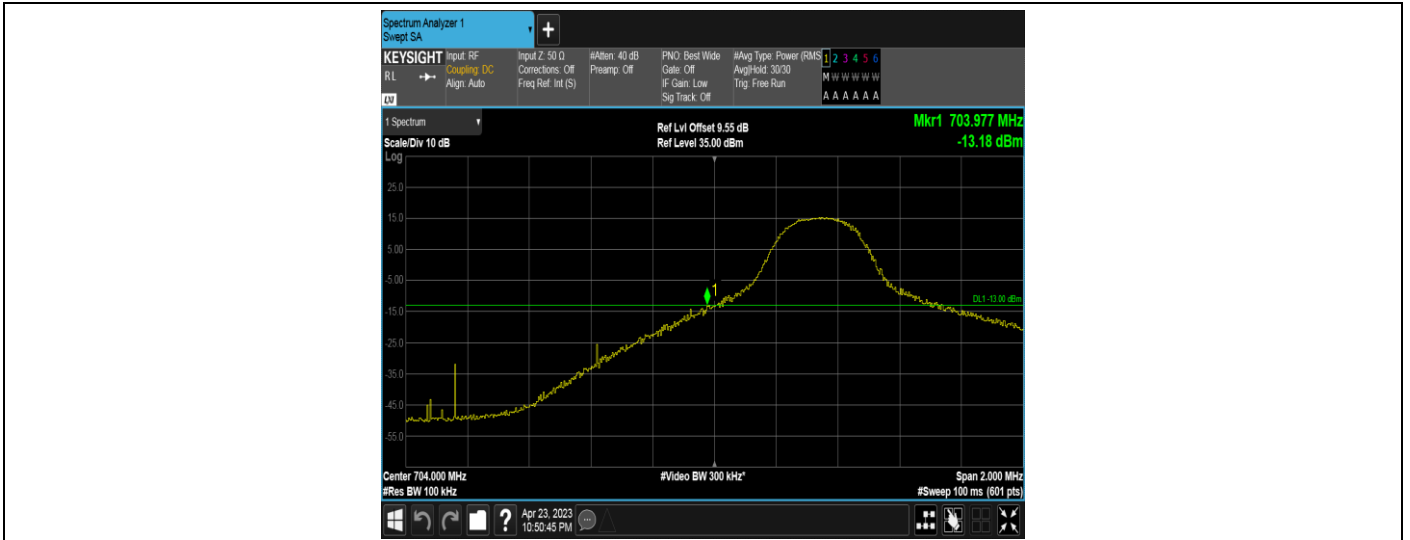 Spectrum Analyzer 1
Swept SA
+
KEYSIGHT
RL
LXI
Input: RF
Coupling: DC
Align: Auto
Input Z: 50 Ω
Corrections: Off
Freq Ref: Int (S)
#Atten: 40 dB
Preamp: Off
PNO: Best Wide
Gate: Off
IF Gain: Low
Sig Track: Off
#Avg Type: Power (RMS
Avg|Hold: 30/30
Trig: Free Run
1 2 3 4 5 6
M W W W W W
A A A A A A
1 Spectrum
Scale/Div 10 dB
Ref Lvl Offset 9.55 dB
Ref Level 35.00 dBm
Mkr1 703.977 MHz
-13.18 dBm
Log
25.0
15.0
5.00
-5.00
-15.0
-25.0
-35.0
-45.0
-55.0
1
DL1 -13.00 dBm
Center 704.000 MHz
#Video BW 300 kHz*
Span 2.000 MHz
#Res BW 100 kHz
#Sweep 100 ms (601 pts)
?
Apr 23, 2023
10:50:45 PM